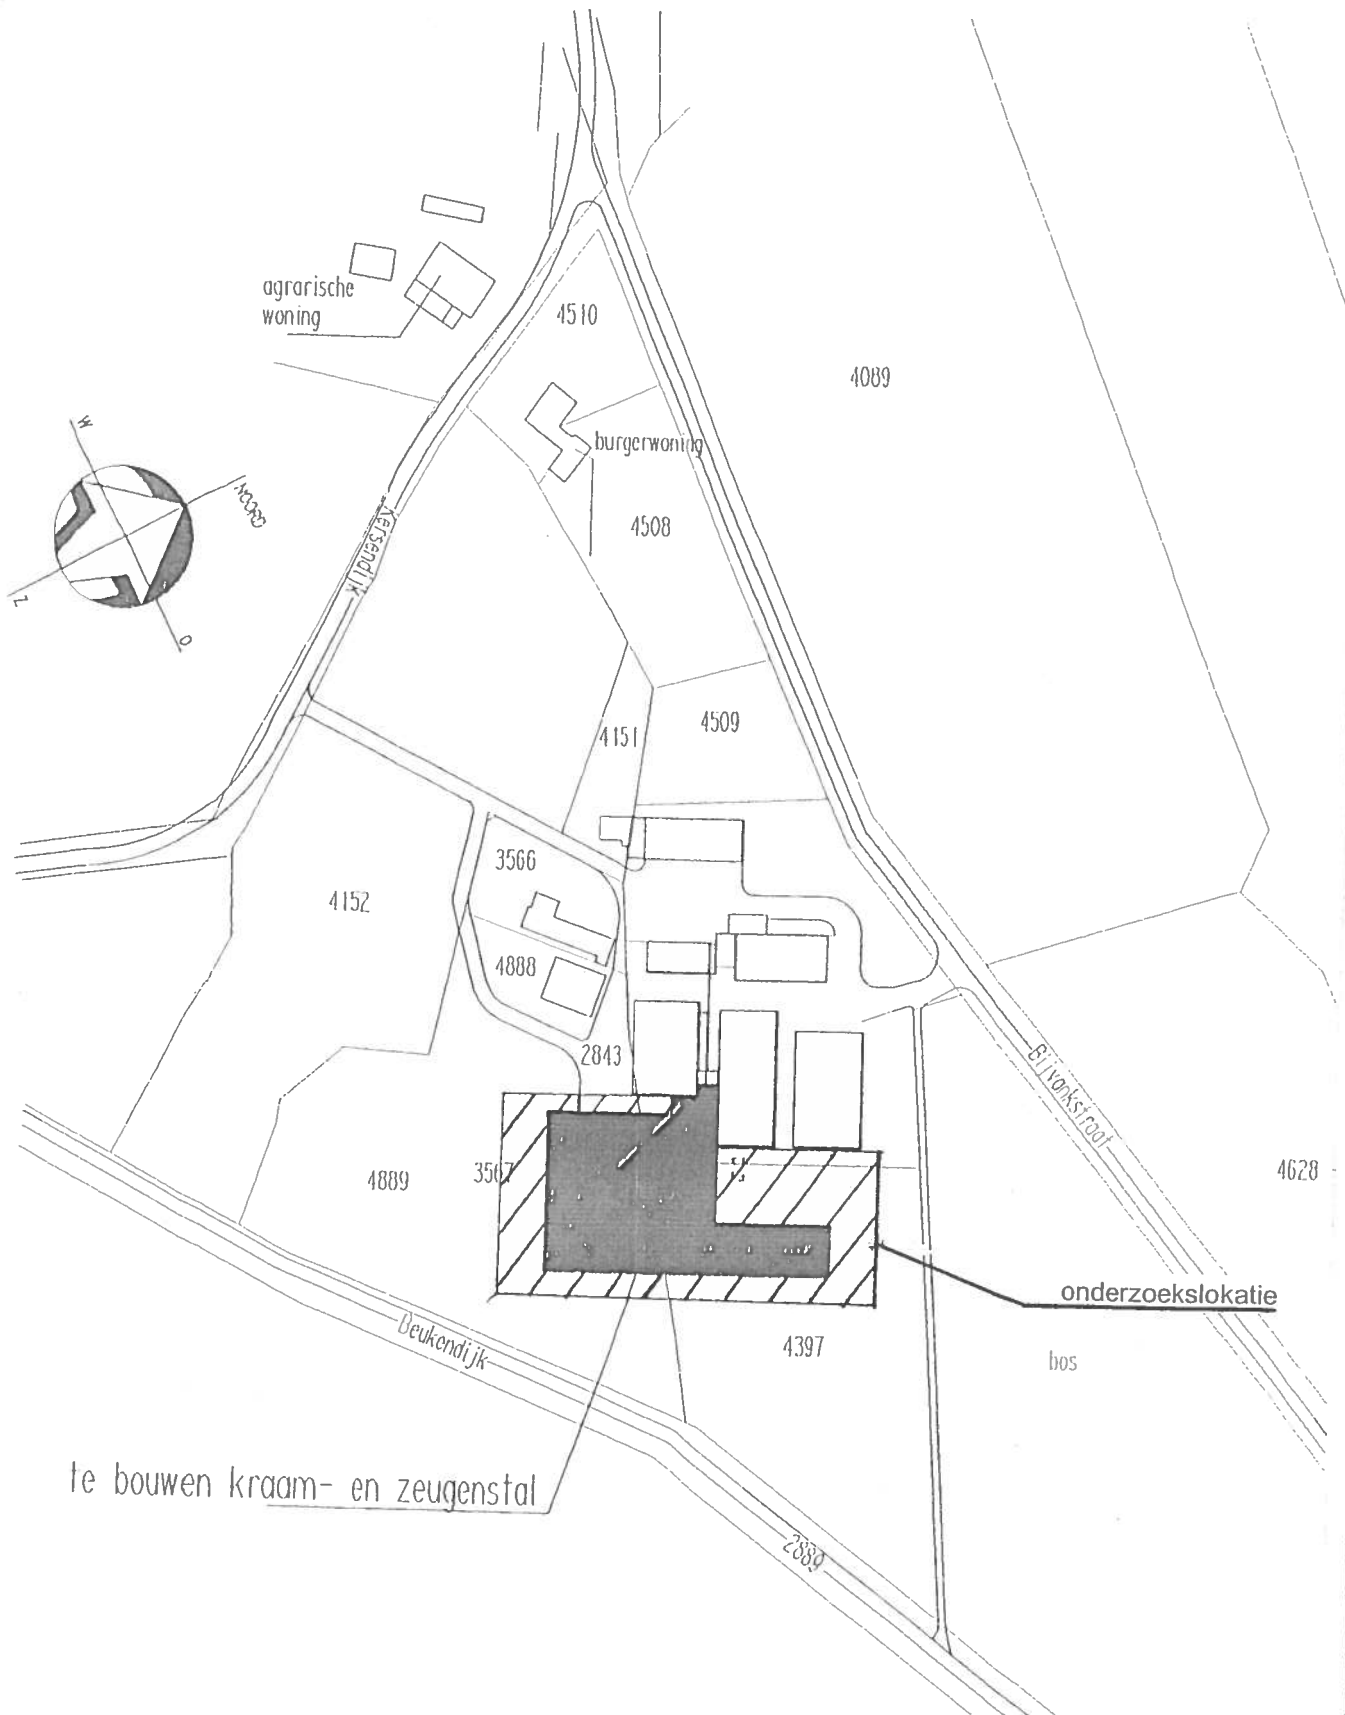 agrarische
woning
4510
4089
burgerwoning
W
NOORD
Z
O
4508
Kersendijk
4151
4509
3566
4152
4888
2843
Bijvankstraat
4889
3567
4628
onderzoekslokatie
4397
bos
Beukendijk
te bouwen kraam- en zeugenstal
2889